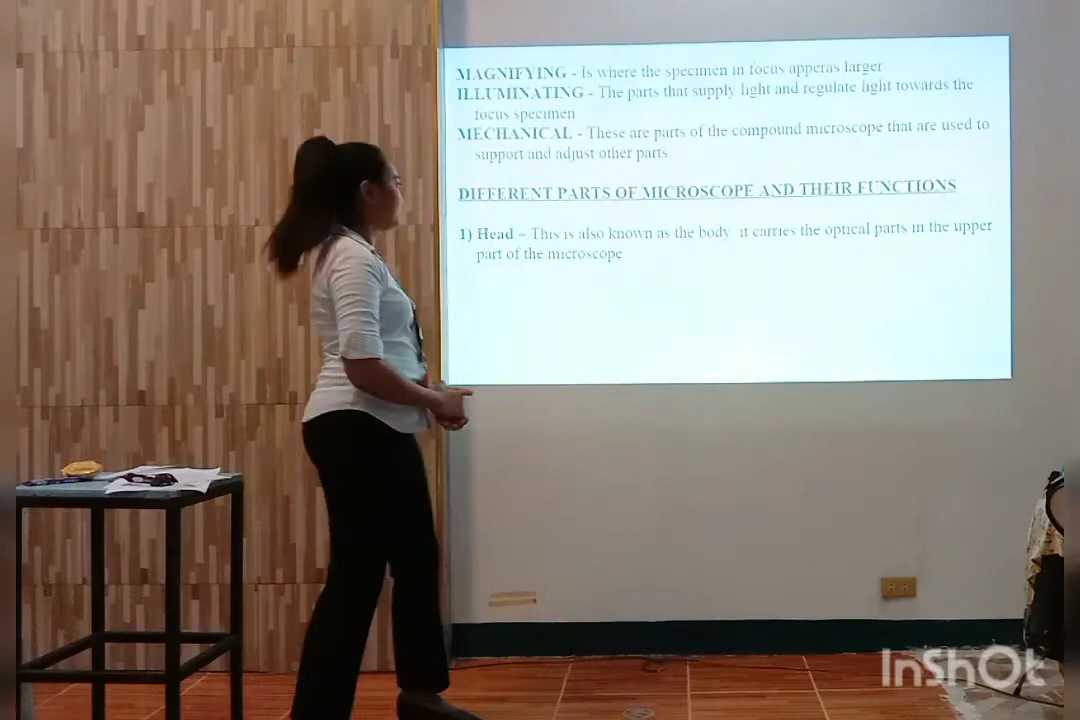 MAGNIFYING - Is where the specimen in focus apperas larger
ILLUMINATING - The parts that supply light and regulate light towards the
focus specimen
MECHANICAL - These are parts of the compound microscope that are used to
support and adjust other parts
DIFFERENT PARTS OF MICROSCOPE AND THEIR FUNCTIONS
1) Head – This is also known as the body it carries the optical parts in the upper
part of the microscope
InShOt